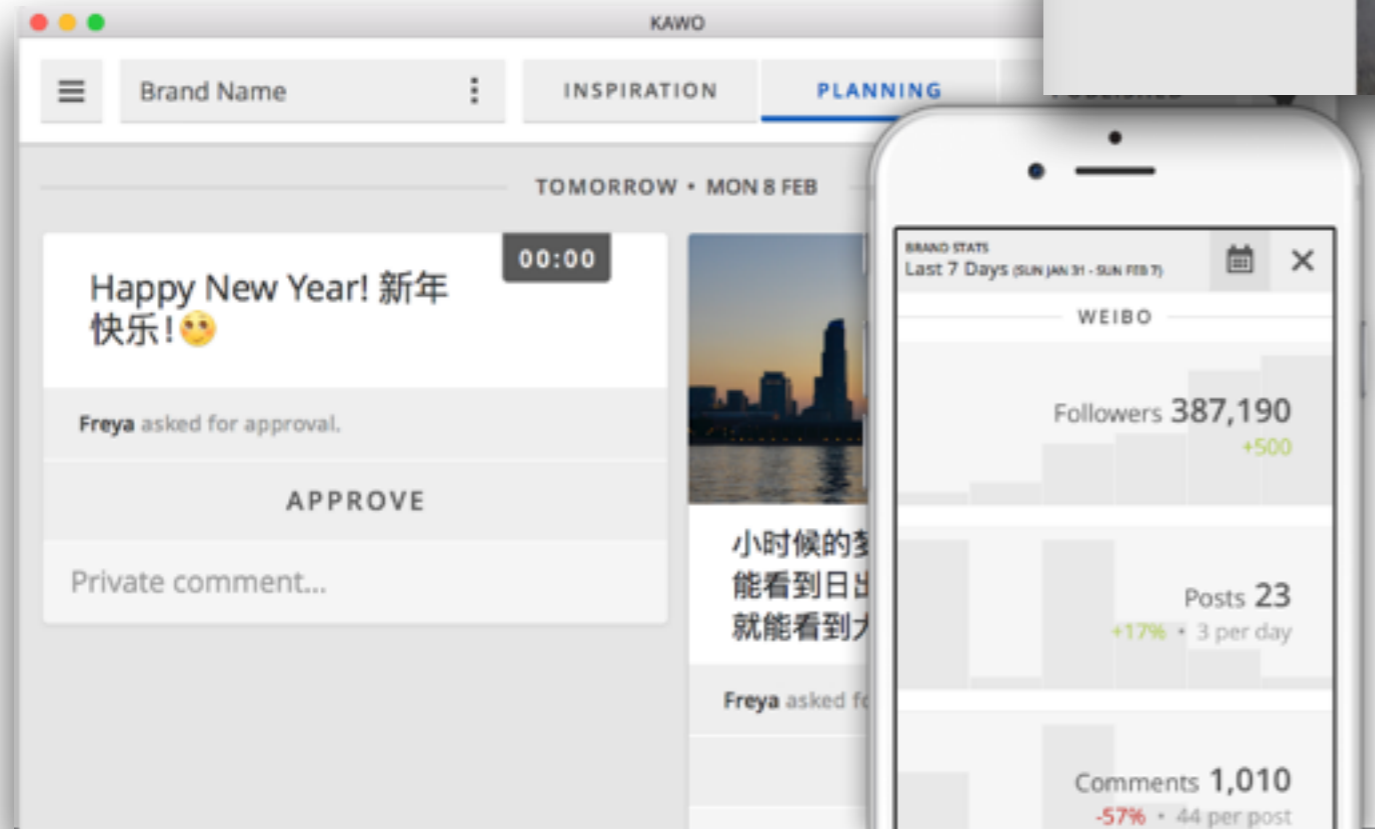 KAWO
Brand Name
INSPIRATION
PLANNING
TOMORROW • MON 8 FEB
00:00
Happy New Year! 新年
快乐!😊
Freya asked for approval.
APPROVE
Private comment...
小时候的
能看到日出
就能看到
Freya asked
BRAND STATS
Last 7 Days (SUN JAN 31 - SUN FEB 7)
WEIBO
Followers 387,190
+500
Posts 23
+17% • 3 per day
Comments 1,010
-57% • 44 per post